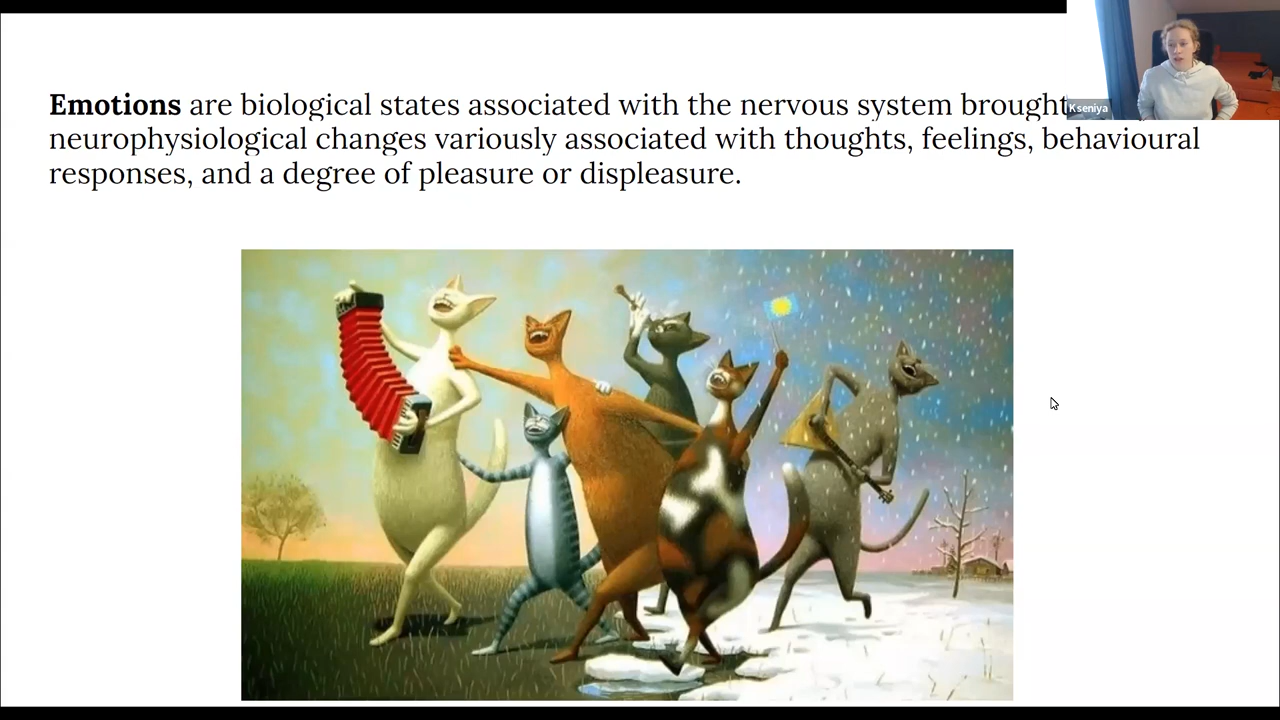 Emotions are biological states associated with the nervous system brought
neurophysiological changes variously associated with thoughts, feelings, behavioural
responses, and a degree of pleasure or displeasure.
Kseniya